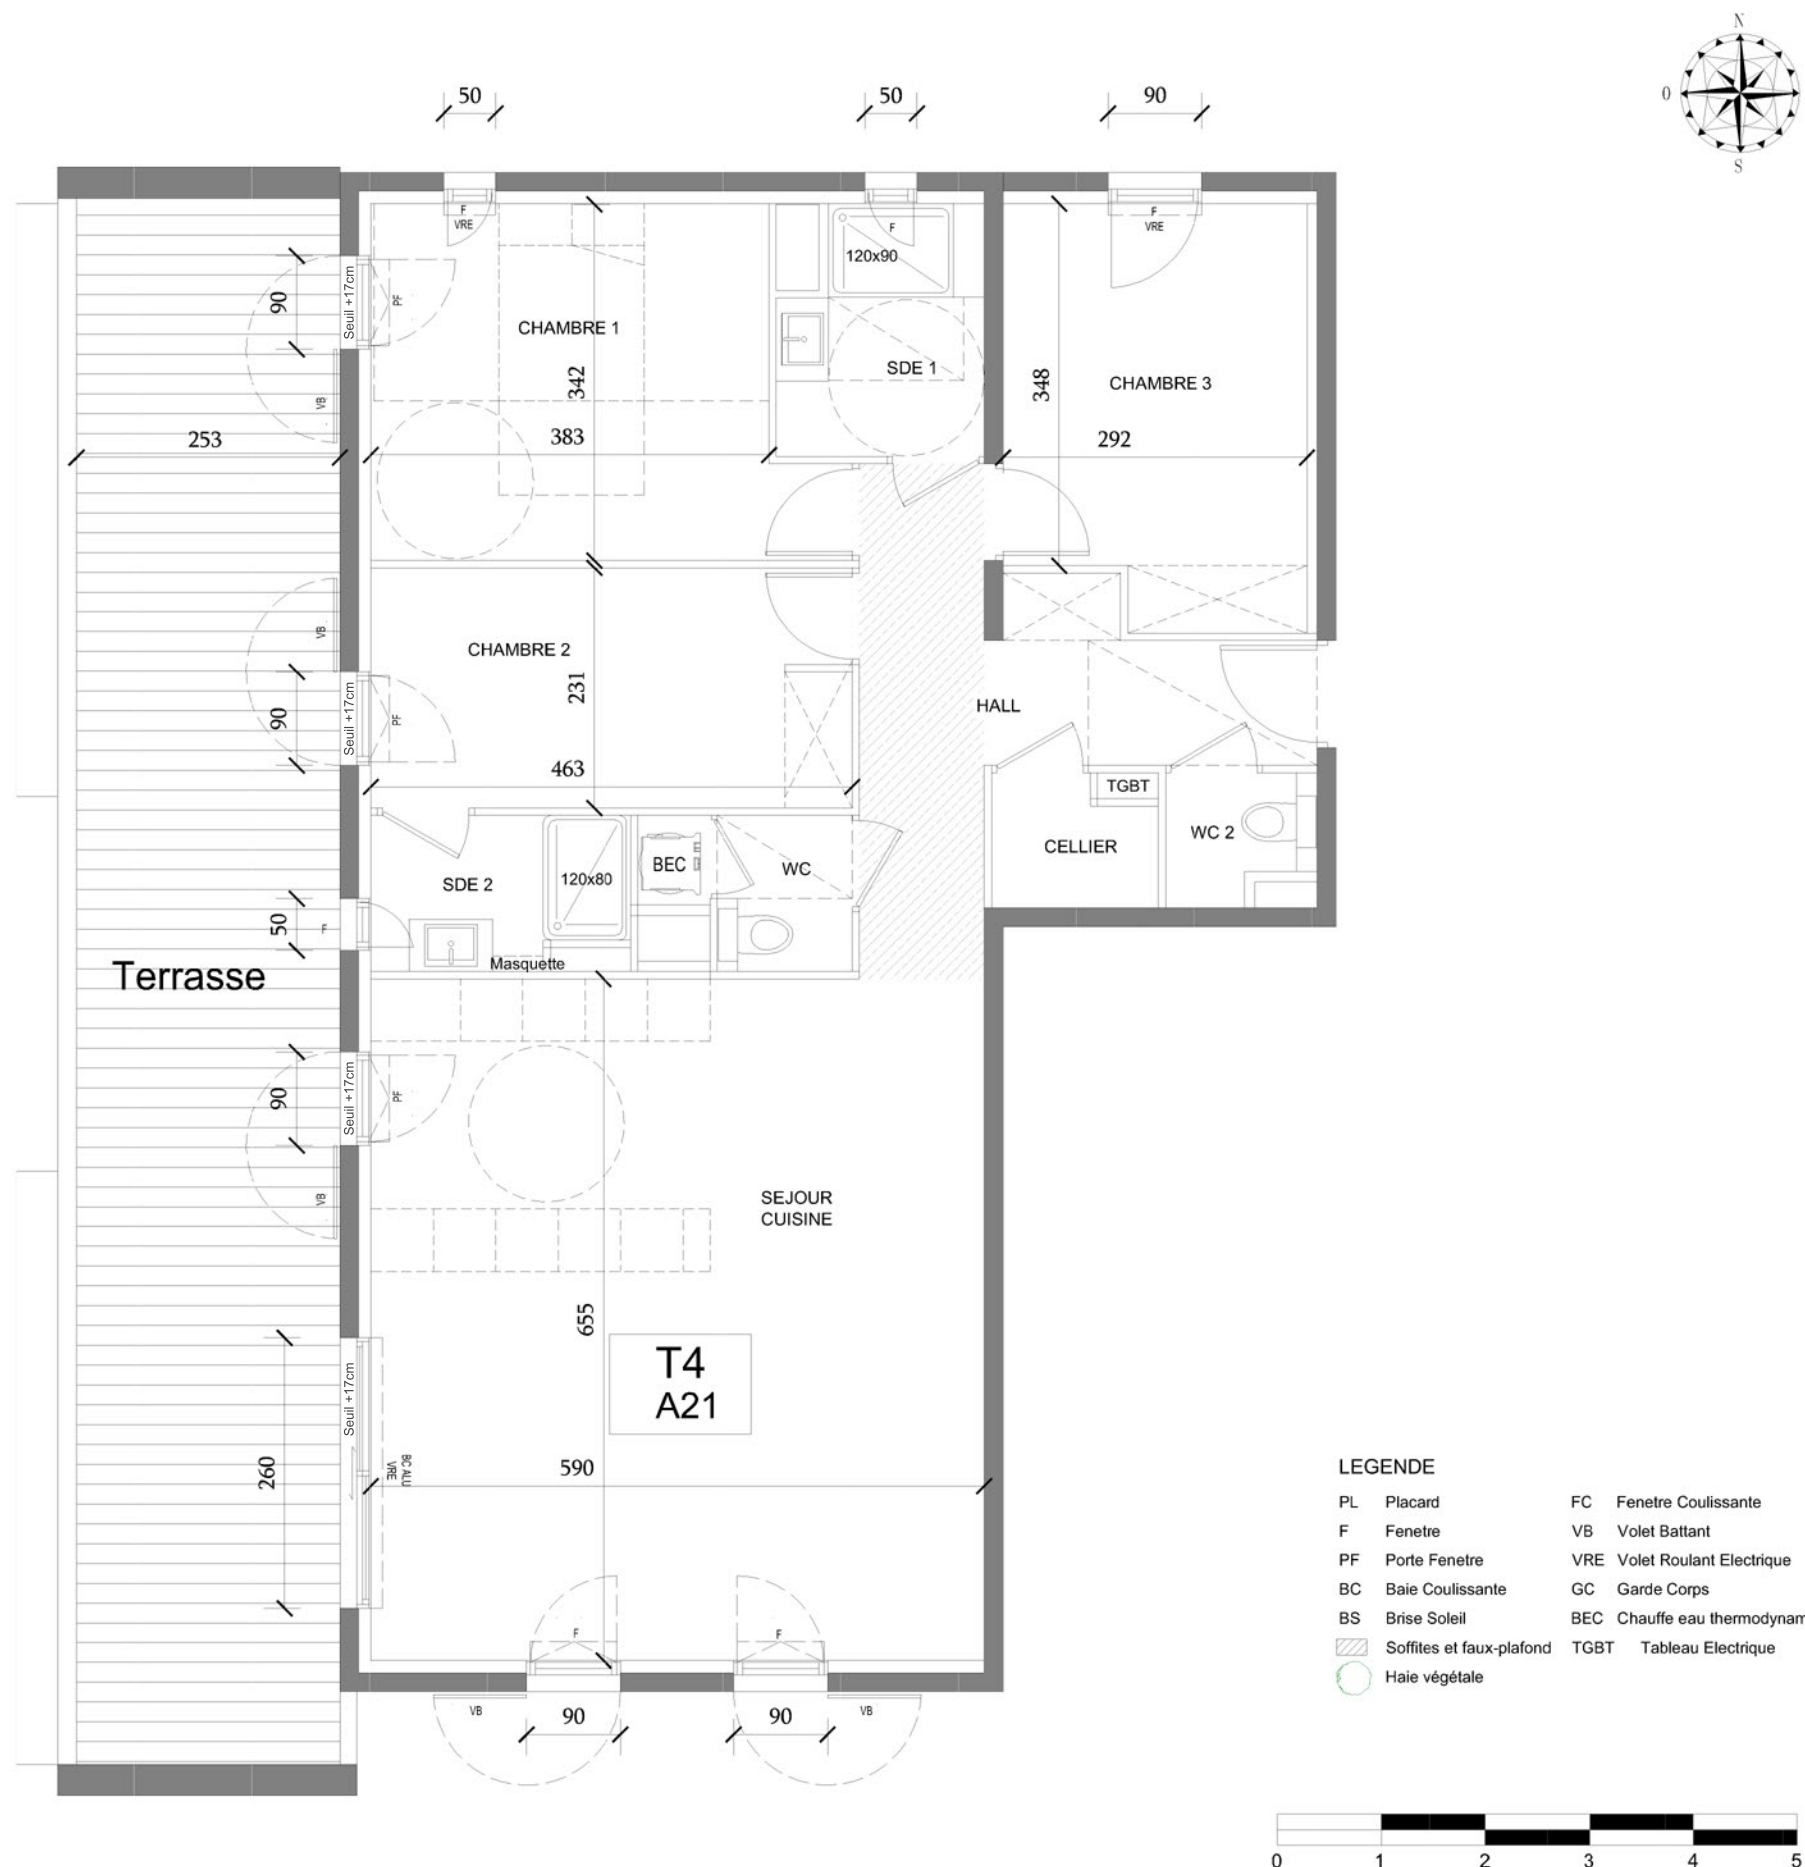 N
O
S
50
50
90
F
VRE
F
F
VRE
120x90
Seuil +17cm
90
PF
CHAMBRE 1
SDE 1
342
348
CHAMBRE 3
VB
253
383
292
VB
CHAMBRE 2
231
Seuil +17cm
90
PF
HALL
463
TGBT
WC 2
CELLIER
BEC
WC
SDE 2
120x80
50
F
Masquette
Terrasse
Seuil +17cm
90
PF
VB
SEJOUR
CUISINE
655
T4
A21
Seuil +17cm
260
BC ALU
VRE
590
F
F
VB
90
90
VB
LEGENDE
PL Placard
FC Fenetre Coulissante
F Fenetre
VB Volet Battant
PF Porte Fenetre
VRE Volet Roulant Electrique
BC Baie Coulissante
GC Garde Corps
BS Brise Soleil
BEC Chauffe eau thermodynam
Soffites et faux-plafond
TGBT Tableau Electrique
Haie végétale
0 1 2 3 4 5